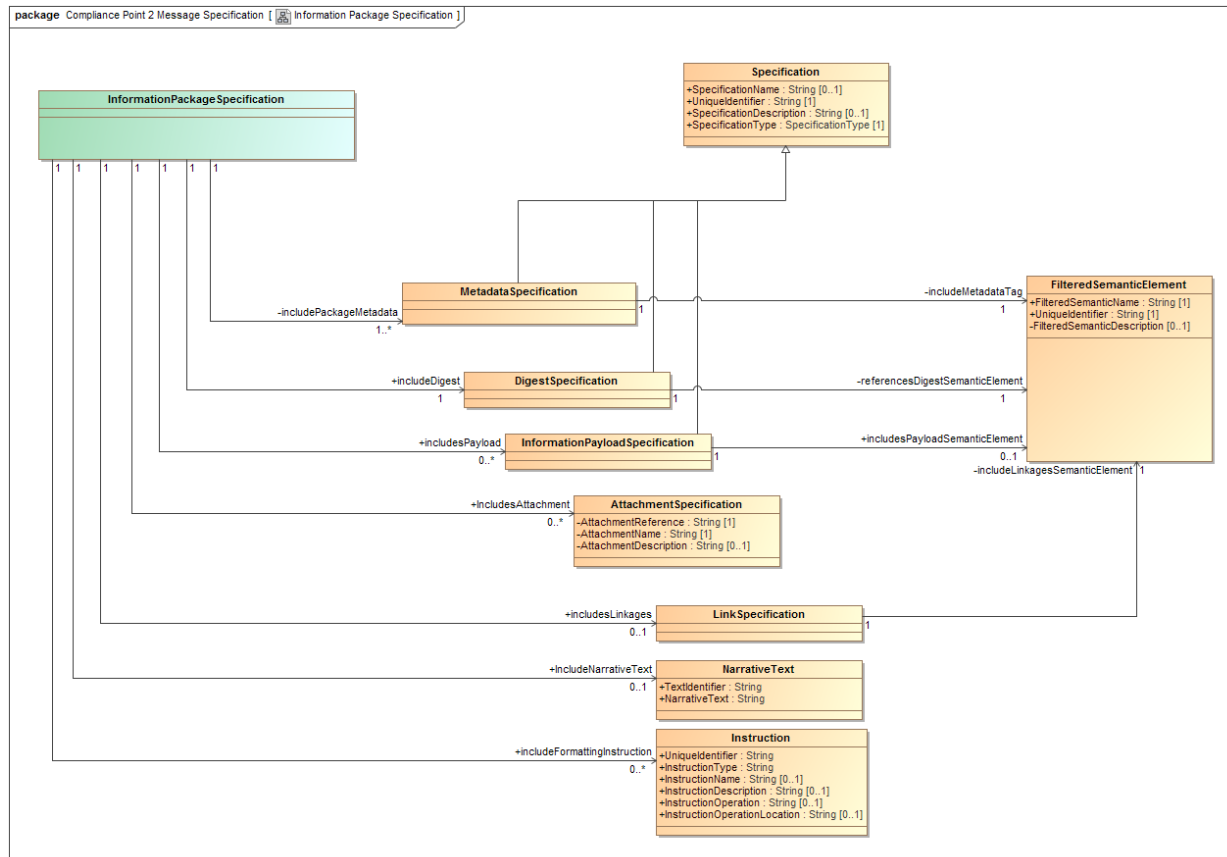 package Compliance Point 2 Message Specification [ Information Package Specification ]
Specification
+SpecificationName : String [0..1]
+UniqueIdentifier : String [1]
+SpecificationDescription : String [0..1]
+SpecificationType : SpecificationType [1]
InformationPackageSpecification
1 1 1 1 1 1 1
MetadataSpecification
-includePackageMetadata
1..*
1
-includeMetadataTag
1
FilteredSemanticElement
+FilteredSemanticName : String [1]
+UniqueIdentifier : String [1]
-FilteredSemanticDescription [0..1]
DigestSpecification
+includeDigest
1
1
-referencesDigestSemanticElement
1
InformationPayloadSpecification
+includesPayload
0..*
1
+includesPayloadSemanticElement
0..1
-includeLinkagesSemanticElement
1
AttachmentSpecification
-AttachmentReference : String [1]
-AttachmentName : String [1]
-AttachmentDescription : String [0..1]
+IncludesAttachment
0..*
LinkSpecification
+includesLinkages
0..1
1
NarrativeText
+TextIdentifier : String
+NarrativeText : String
+IncludeNarrativeText
0..1
Instruction
+UniqueIdentifier : String
+InstructionType : String
+InstructionName : String [0..1]
+InstructionDescription : String [0..1]
+InstructionOperation : String [0..1]
+InstructionOperationLocation : String [0..1]
+includeFormattingInstruction
0..*